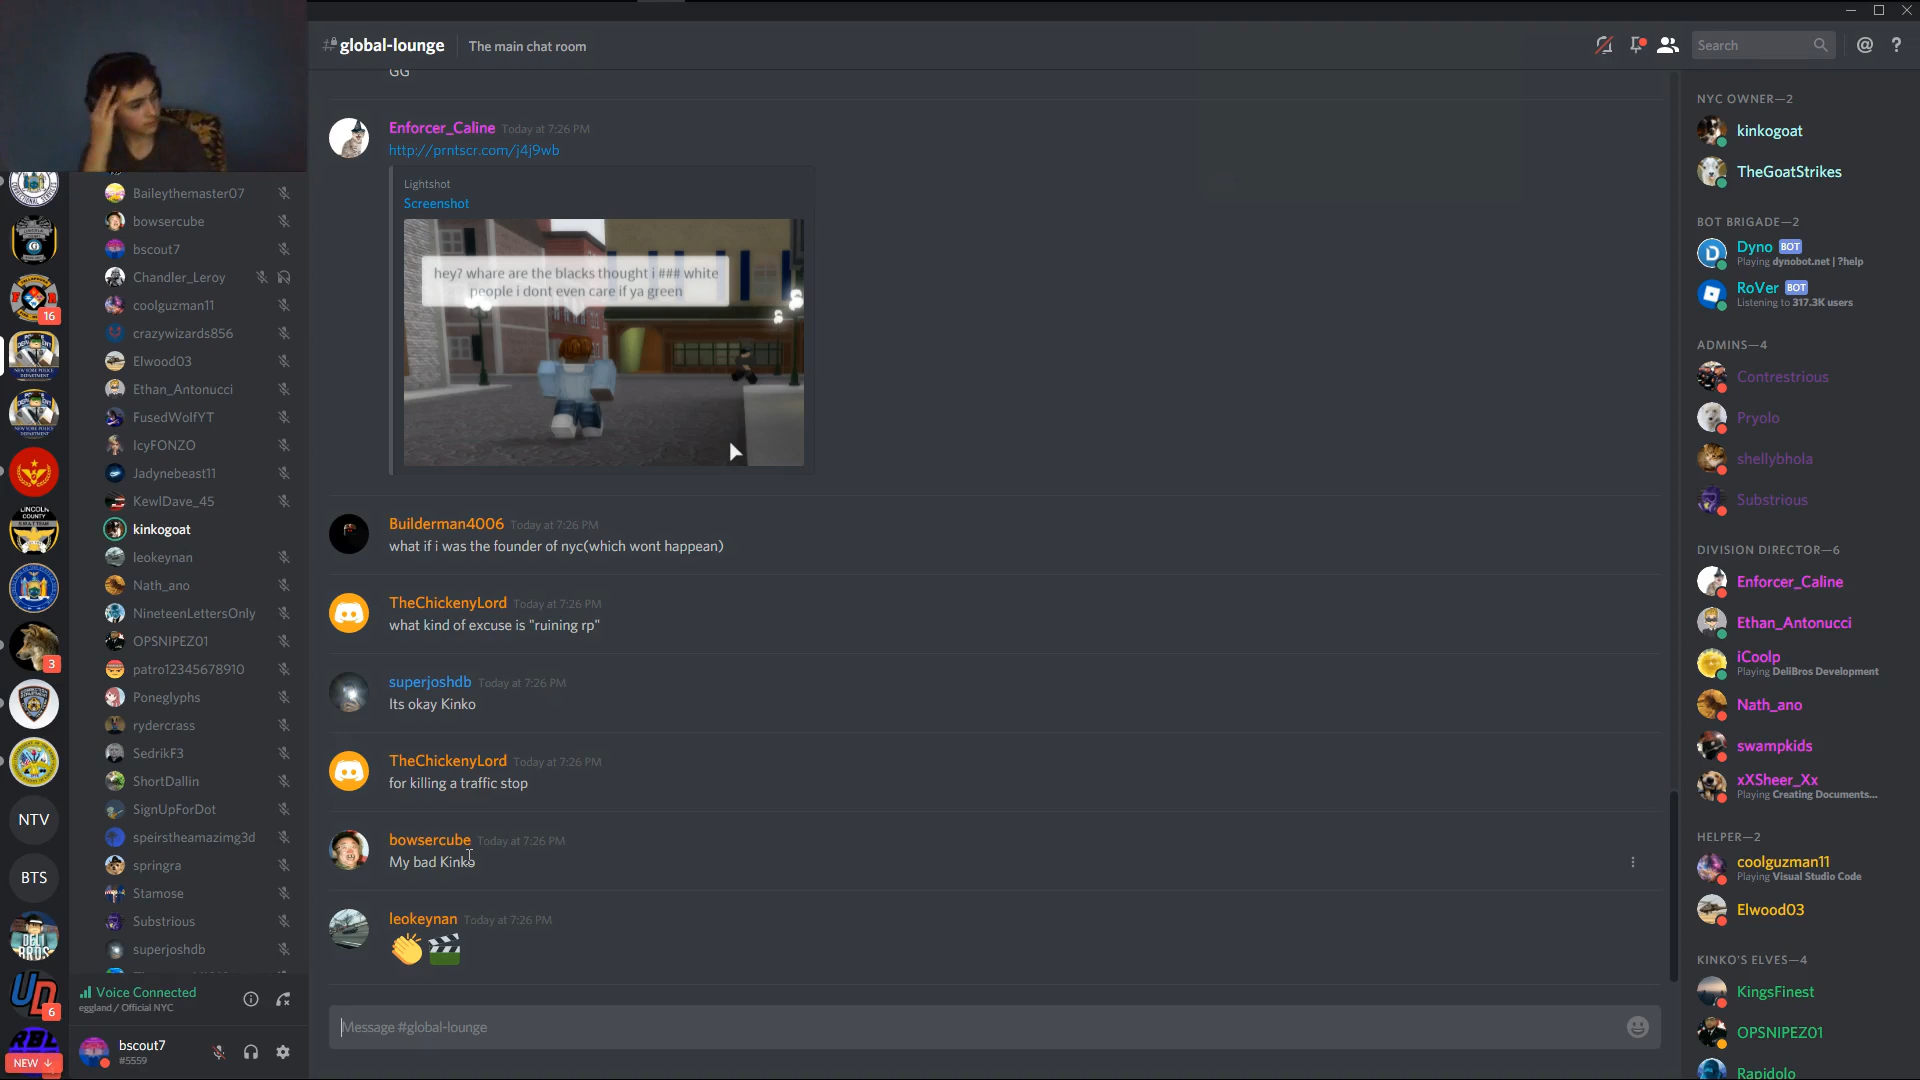 global-lounge
The main chat room
Search
GG
Enforcer_Caline Today at 7:26 PM
http://prntscr.com/j4j9wb
Lightshot
Screenshot
hey? whare are the blacks thought i ### white
people i dont even care if ya green
Builderman4006 Today at 7:26 PM
what if i was the founder of nyc(which wont happean)
TheChickenyLord Today at 7:26 PM
what kind of excuse is "ruining rp"
superjoshdb Today at 7:26 PM
Its okay Kinko
TheChickenyLord Today at 7:26 PM
for killing a traffic stop
bowsercube Today at 7:26 PM
My bad Kinko
leokeynan Today at 7:26 PM
Message #global-lounge
Baileythemaster07
bowsercube
bscout7
Chandler_Leroy
coolguzman11
crazywizards856
Elwood03
Ethan_Antonucci
FusedWolfYT
IcyFONZO
Jadynebeast11
KewlDave_45
kinkogoat
leokeynan
Nath_ano
NineteenLettersOnly
OPSNIPEZ01
patro12345678910
Poneglyphs
rydercrass
SedrikF3
ShortDallin
SignUpForDot
speirstheamazimg3d
springra
Stamose
Substrious
superjoshdb
Voice Connected
eggland / Official NYC
bscout7
#5559
16
LINCOLN
COUNTY
3
NTV
BTS
DELI
BROS
UD
6
RBL
NEW
NYC OWNER—2
kinkogoat
TheGoatStrikes
BOT BRIGADE—2
Dyno BOT
Playing dynobot.net | ?help
RoVer BOT
Listening to 317.3K users
ADMINS—4
Contrestrious
Pryolo
shellybhola
Substrious
DIVISION DIRECTOR—6
Enforcer_Caline
Ethan_Antonucci
iCoolp
Playing DeliBros Development
Nath_ano
swampkids
xXSheer_Xx
Playing Creating Documents...
HELPER—2
coolguzman11
Playing Visual Studio Code
Elwood03
KINKO'S ELVES—4
KingsFinest
OPSNIPEZ01
Rapidolo